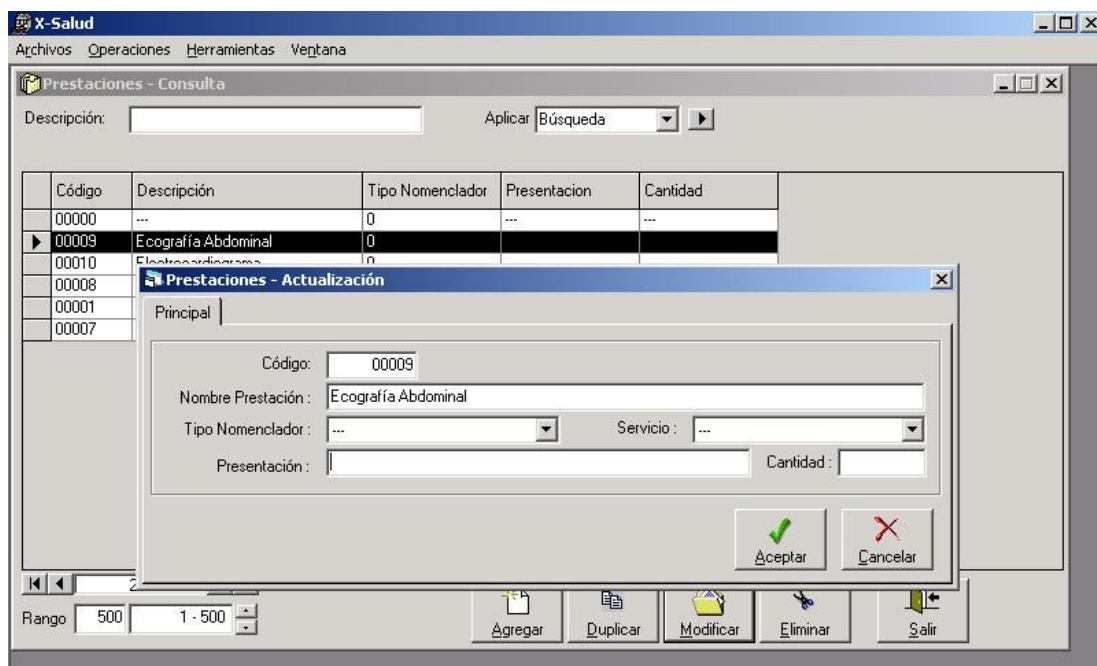 X-Salud
Archivos Operaciones Herramientas Ventana
Prestaciones - Consulta
Descripción: Aplicar Búsqueda
Código Descripción Tipo Nomenclador Presentacion Cantidad
00000 --- 0 --- ---
00009 Ecografía Abdominal 0
00010 Electrocardiograma 0
00008
00001
00007
Prestaciones - Actualización
Principal
Código: 00009
Nombre Prestación : Ecografía Abdominal
Tipo Nomenclador : --- Servicio : ---
Presentación : Cantidad :
Aceptar Cancelar
2
Rango 500 1 - 500
Agregar Duplicar Modificar Eliminar Salir